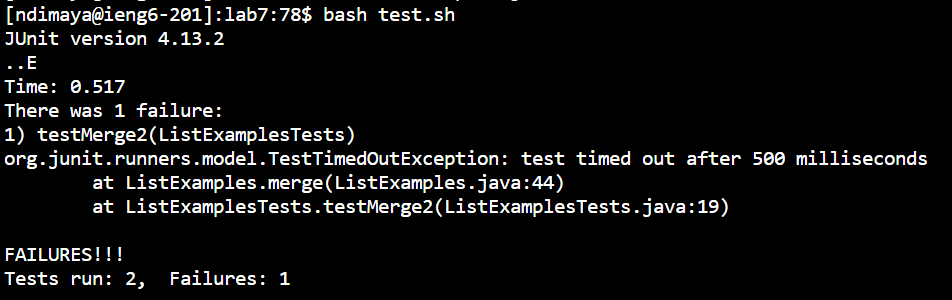 [ndimaya@ieng6-201]:lab7:78$ bash test.sh
JUnit version 4.13.2
..E
Time: 0.517
There was 1 failure:
1) testMerge2(ListExamplesTests)
org.junit.runners.model.TestTimedOutException: test timed out after 500 milliseconds
        at ListExamples.merge(ListExamples.java:44)
        at ListExamplesTests.testMerge2(ListExamplesTests.java:19)
FAILURES!!!
Tests run: 2,  Failures: 1